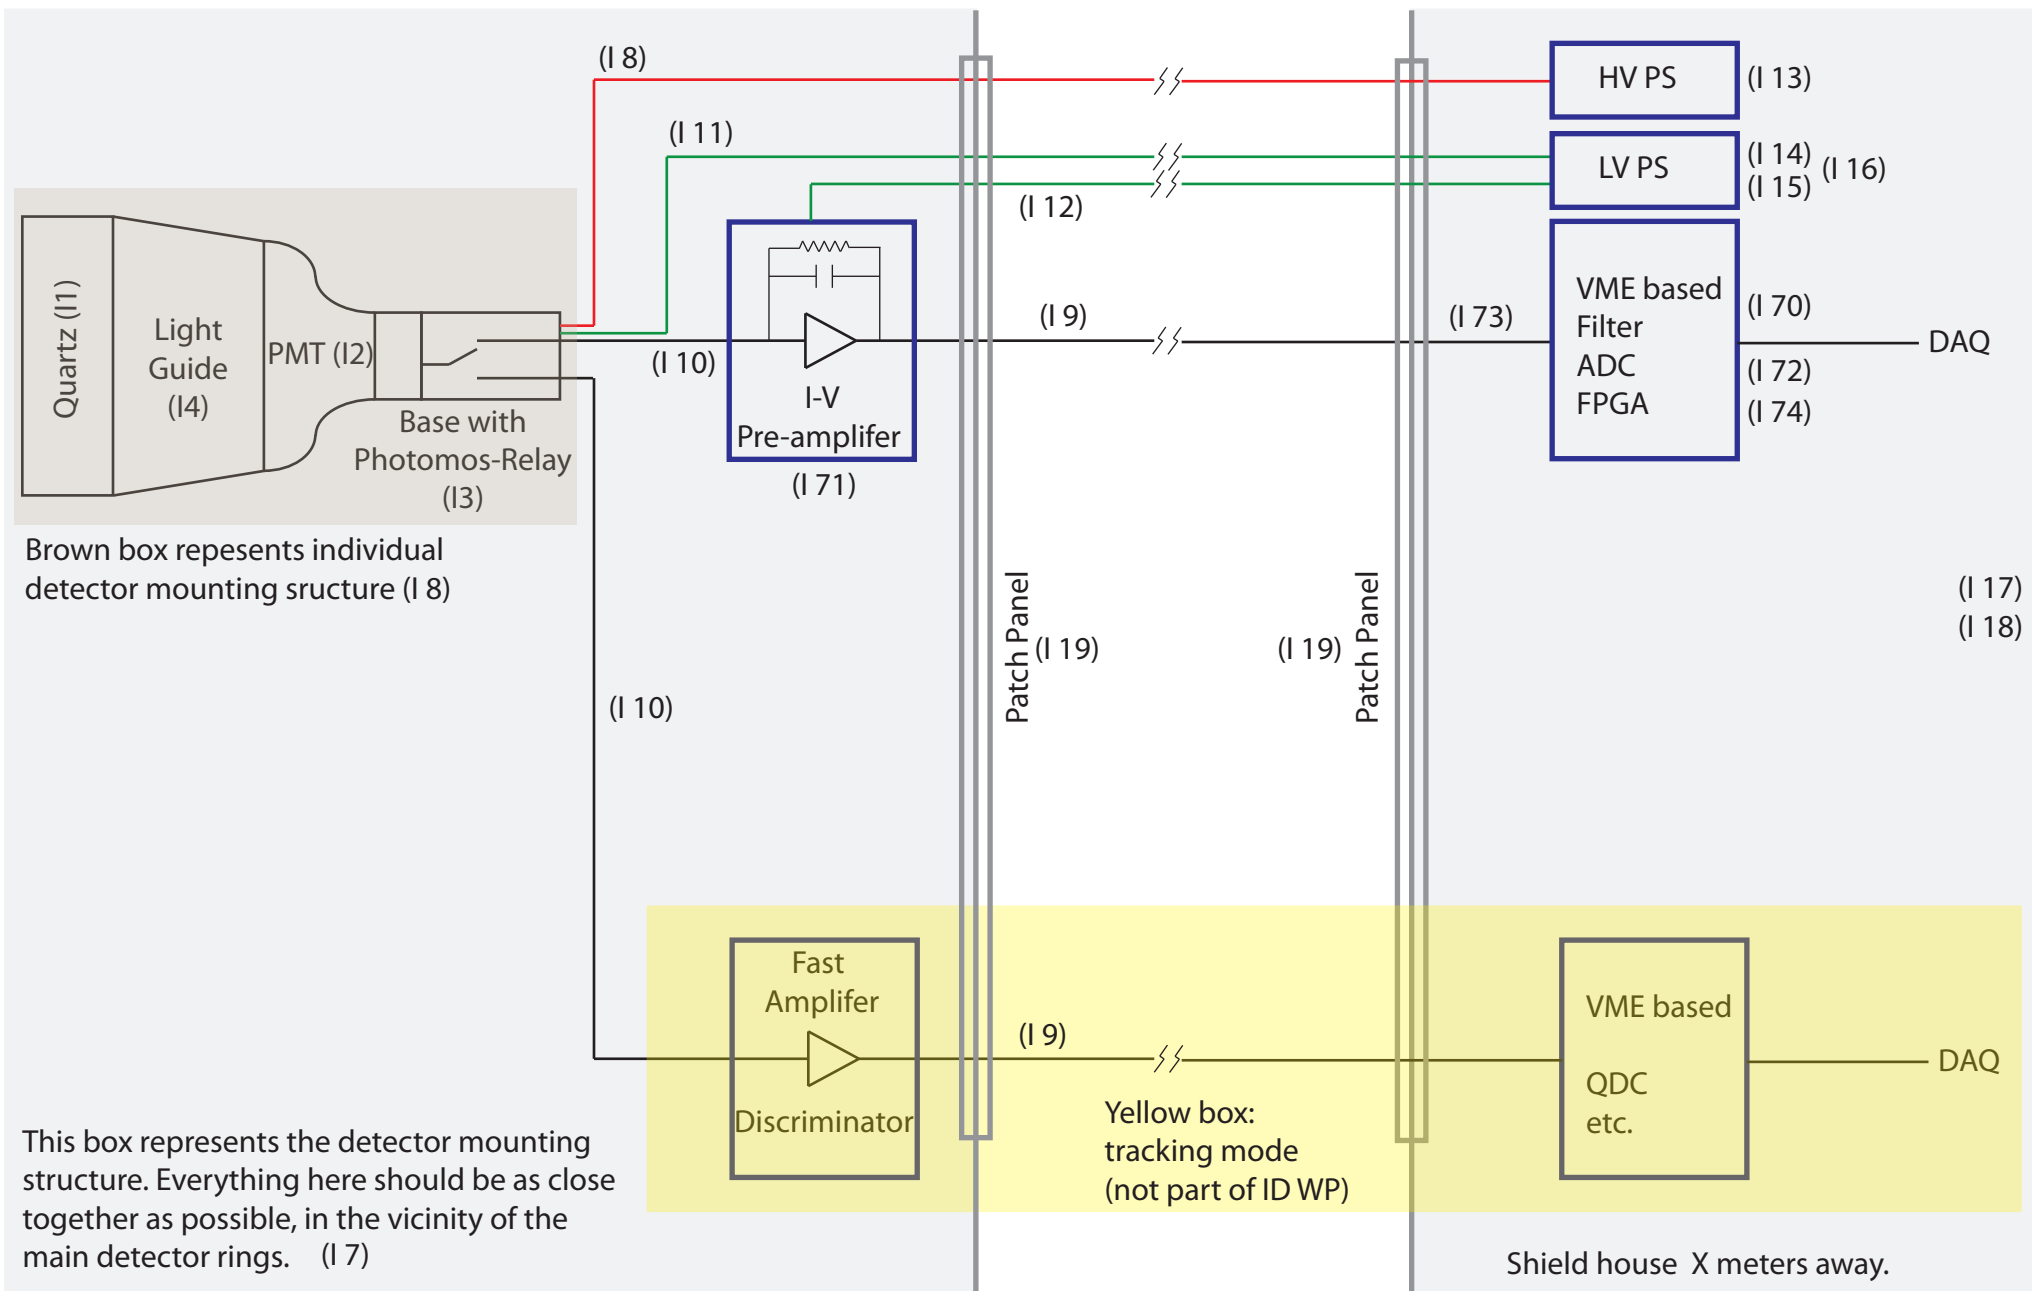 (I 8)
HV PS
(I 13)
(I 11)
LV PS
(I 14)
(I 15)
(I 16)
(I 12)
Quartz (I1)
Light
Guide
(I4)
PMT (I2)
Base with
Photomos-Relay
(I3)
(I 10)
I-V
Pre-amplifer
(I 71)
(I 9)
(I 73)
VME based
Filter
ADC
FPGA
(I 70)
(I 72)
(I 74)
DAQ
Brown box repesents individual
detector mounting sructure (I 8)
Patch Panel
(I 19)
(I 19)
Patch Panel
(I 17)
(I 18)
(I 10)
Fast
Amplifer
Discriminator
(I 9)
VME based
QDC
etc.
DAQ
Yellow box:
tracking mode
(not part of ID WP)
This box represents the detector mounting
structure. Everything here should be as close
together as possible, in the vicinity of the
main detector rings. (I 7)
Shield house X meters away.